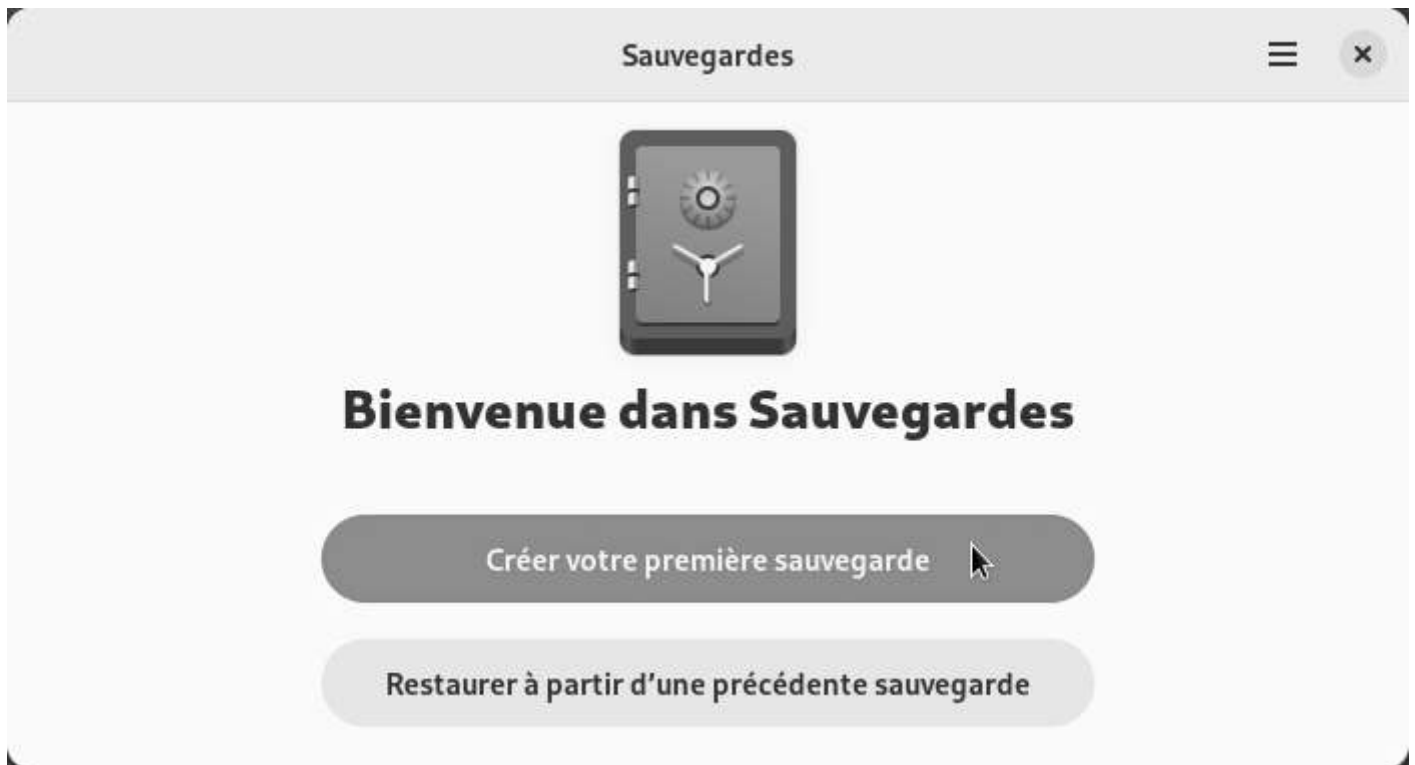 Sauvegardes
Bienvenue dans Sauvegardes
Créer votre première sauvegarde
Restaurer à partir d’une précédente sauvegarde